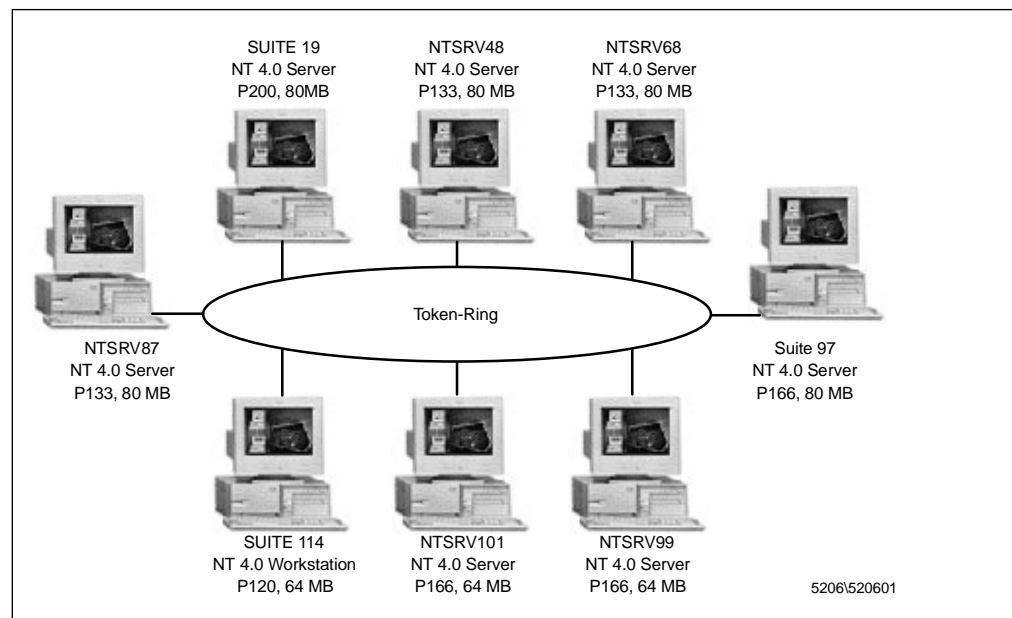 SUITE 19
NT 4.0 Server
P200, 80MB
NTSRV48
NT 4.0 Server
P133, 80 MB
NTSRV68
NT 4.0 Server
P133, 80 MB
Token-Ring
NTSRV87
NT 4.0 Server
P133, 80 MB
Suite 97
NT 4.0 Server
P166, 80 MB
SUITE 114
NT 4.0 Workstation
P120, 64 MB
NTSRV101
NT 4.0 Server
P166, 64 MB
NTSRV99
NT 4.0 Server
P166, 64 MB
5206\520601